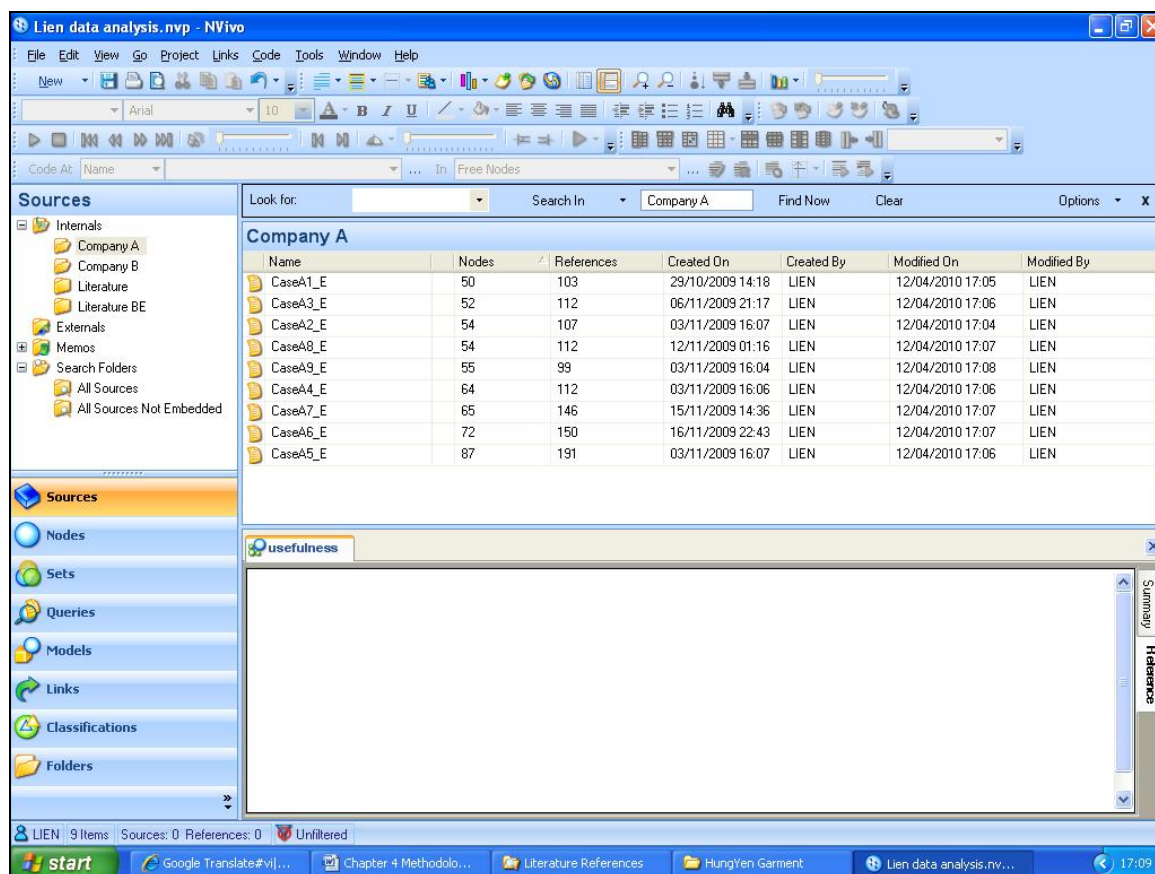 Lien data analysis.nvp - NVivo
File Edit View Go Project Links Code Tools Window Help
New
Arial 10 A B I U
Code At Name ... In Free Nodes ...
Sources
Internals
Company A
Company B
Literature
Literature BE
Externals
Memos
Search Folders
All Sources
All Sources Not Embedded
Sources
Nodes
Sets
Queries
Models
Links
Classifications
Folders
Look for: Search In Company A Find Now Clear Options x
Company A
Name Nodes References Created On Created By Modified On Modified By
CaseA1_E 50 103 29/10/2009 14:18 LIEN 12/04/2010 17:05 LIEN
CaseA3_E 52 112 06/11/2009 21:17 LIEN 12/04/2010 17:06 LIEN
CaseA2_E 54 107 03/11/2009 16:07 LIEN 12/04/2010 17:04 LIEN
CaseA8_E 54 112 12/11/2009 01:16 LIEN 12/04/2010 17:07 LIEN
CaseA9_E 55 99 03/11/2009 16:04 LIEN 12/04/2010 17:08 LIEN
CaseA4_E 64 112 03/11/2009 16:06 LIEN 12/04/2010 17:06 LIEN
CaseA7_E 65 146 15/11/2009 14:36 LIEN 12/04/2010 17:07 LIEN
CaseA6_E 72 150 16/11/2009 22:43 LIEN 12/04/2010 17:07 LIEN
CaseA5_E 87 191 03/11/2009 16:07 LIEN 12/04/2010 17:06 LIEN
usefulness
Summary
Reference
LIEN 9 Items Sources: 0 References: 0 Unfiltered
start Google Translate#vi|... Chapter 4 Methodolo... Literature References HungYen Garment Lien data analysis.nv... 17:09